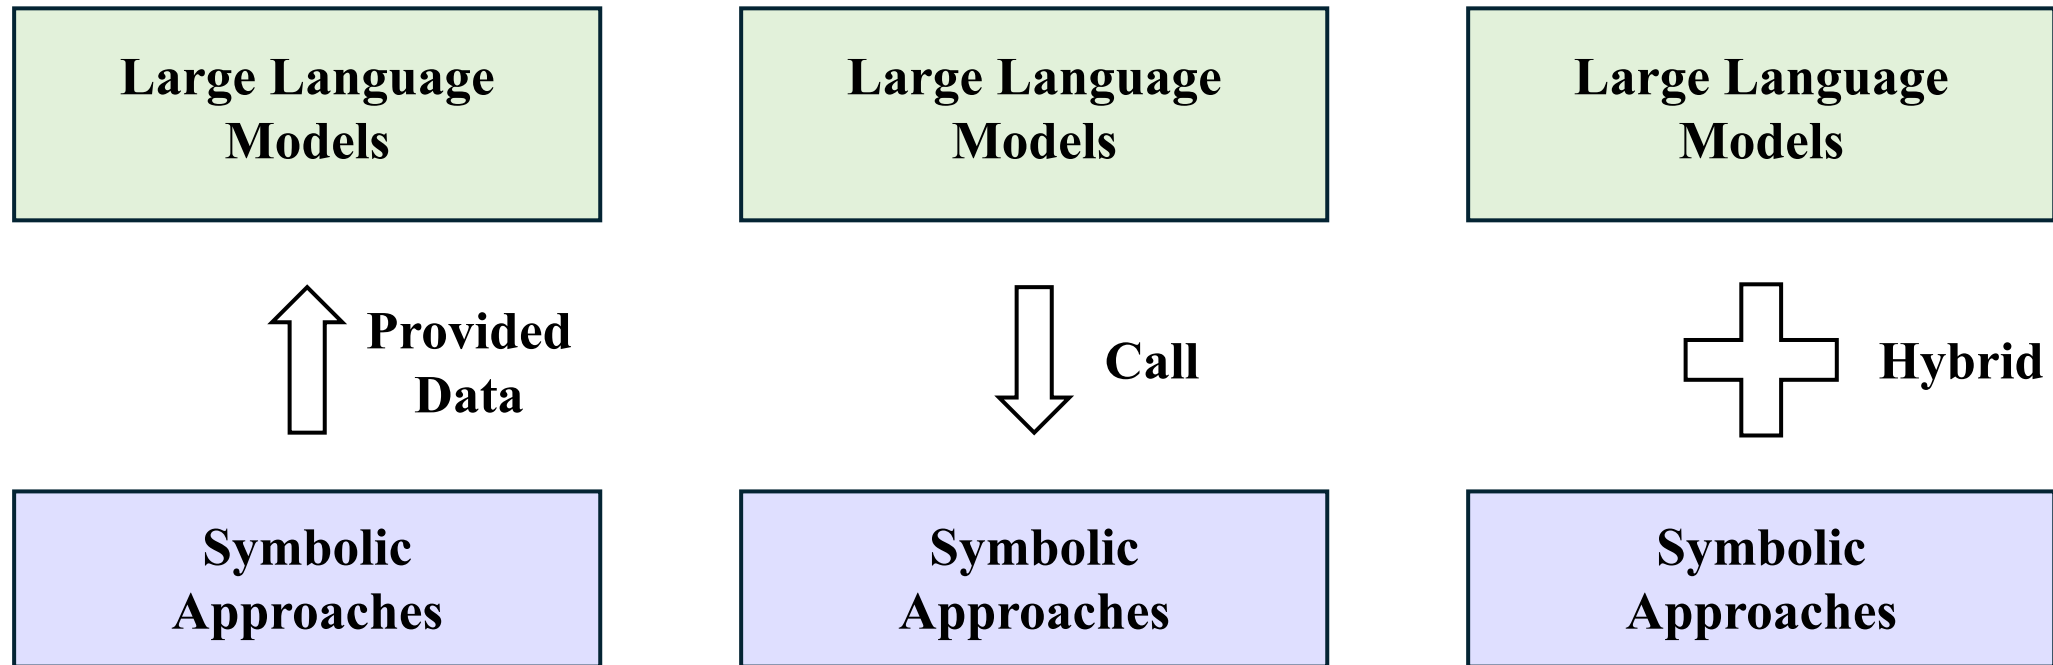 Large Language
Models
Provided
Data
Symbolic
Approaches
Large Language
Models
Call
Symbolic
Approaches
Large Language
Models
Hybrid
Symbolic
Approaches